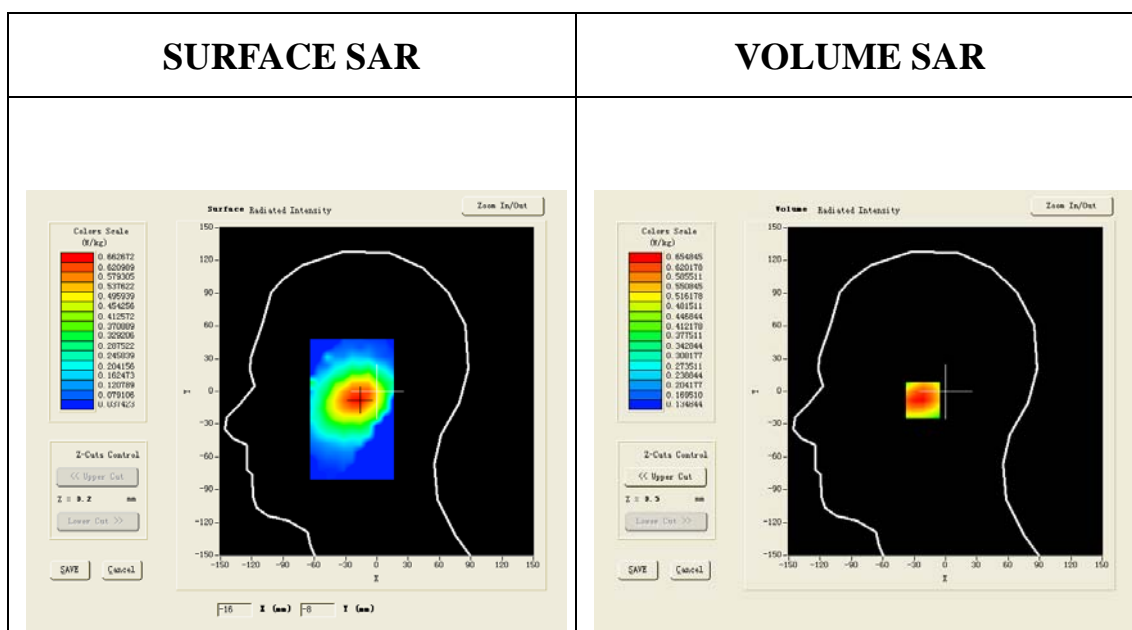 SURFACE SAR
VOLUME SAR
Surface Radiated Intensity
Zoom In/Out
Colors Scale
(W/kg)
0.662672
0.620989
0.579305
0.537622
0.495939
0.454256
0.412572
0.370889
0.329206
0.287522
0.245839
0.204156
0.162473
0.120789
0.079106
0.037423
150
120
90
60
30
0
-30
-60
-90
-120
-150
Y
-150 -120 -90 -60 -30 0 30 60 90 120 150
X
Z-Cuts Control
<< Upper Cut
Lower Cut >>
SAVE Cancel
-16 X (mm) -8 Y (mm)
Volume Radiated Intensity
Zoom In/Out
Colors Scale
(W/kg)
0.654845
0.620178
0.585511
0.550845
0.516178
0.481511
0.446844
0.412178
0.377511
0.342844
0.308177
0.273511
0.238844
0.204177
0.169510
0.134844
150
120
90
60
30
0
-30
-60
-90
-120
-150
Y
-150 -120 -90 -60 -30 0 30 60 90 120 150
X
Z-Cuts Control
<< Upper Cut
Lower Cut >>
SAVE Cancel